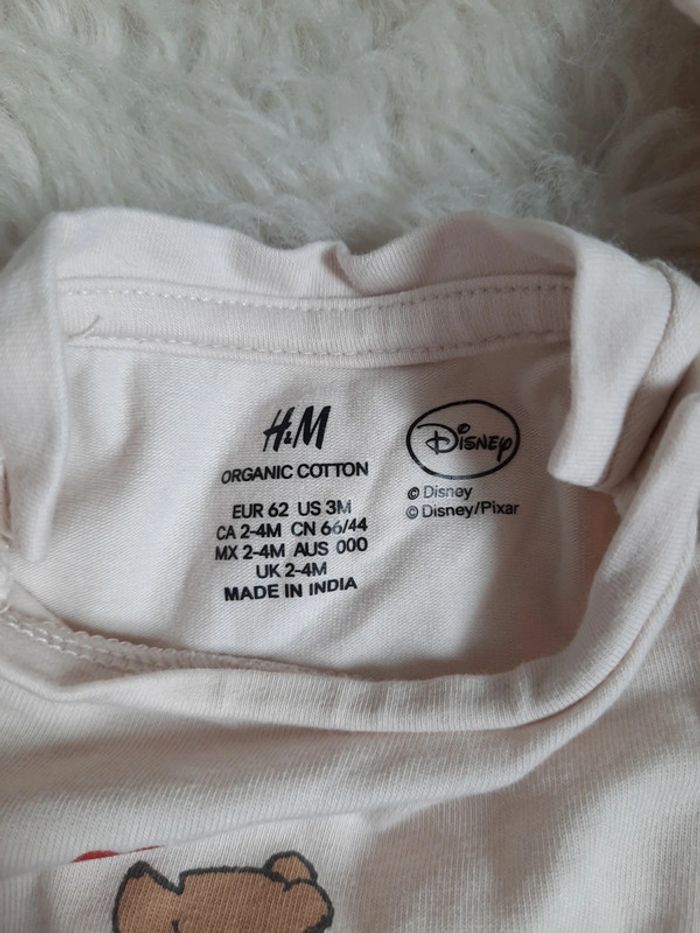 H&M
ORGANIC COTTON
EUR 62 US 3M
CA 2-4M CN 66/44
MX 2-4M AUS 000
UK 2-4M
MADE IN INDIA
Disney
© Disney
© Disney/Pixar